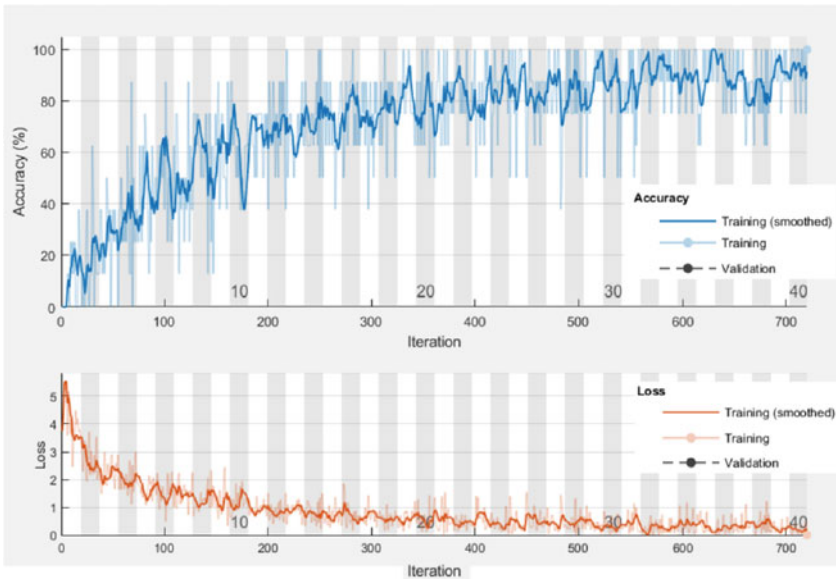 100
80
60
40
20
0
Accuracy (%)
Accuracy
Training (smoothed)
Training
Validation
10 20 30 40
0 100 200 300 400 500 600 700
Iteration
5
4
3
2
1
0
Loss
Loss
Training (smoothed)
Training
Validation
10 20 30 40
0 100 200 300 400 500 600 700
Iteration